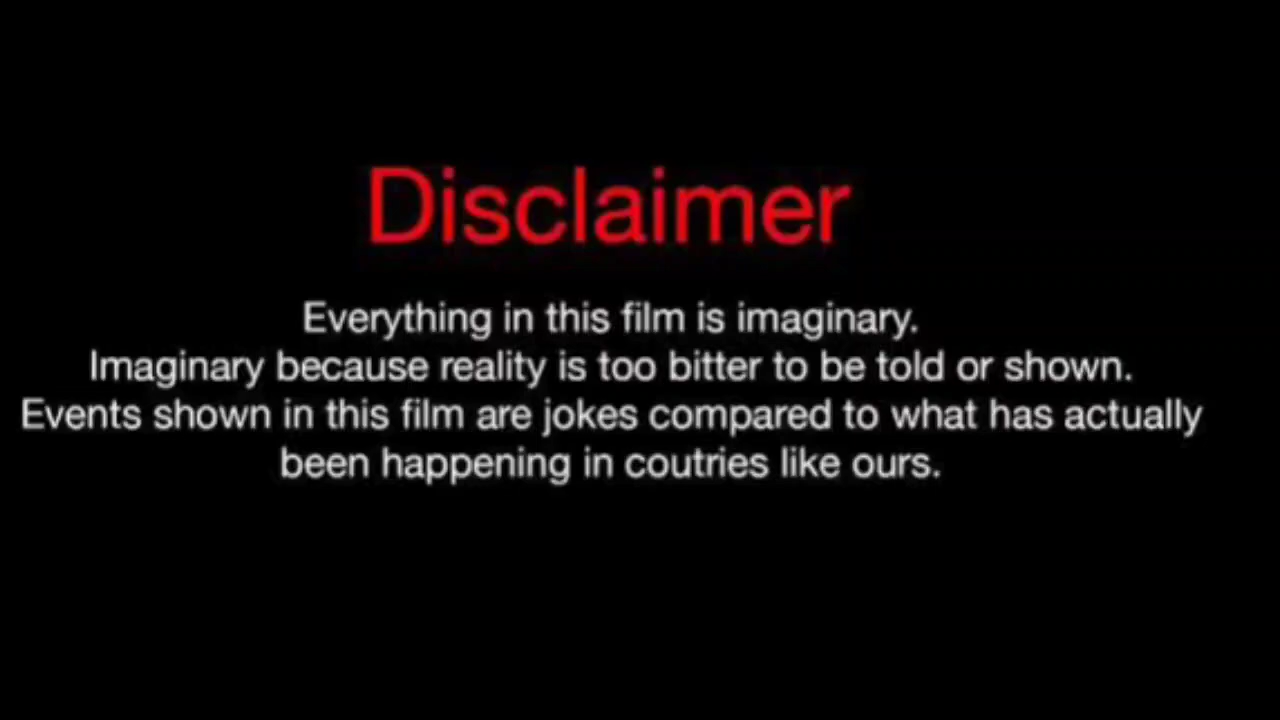 Disclaimer
Everything in this film is imaginary.
Imaginary because reality is too bitter to be told or shown.
Events shown in this film are jokes compared to what has actually
been happening in coutries like ours.